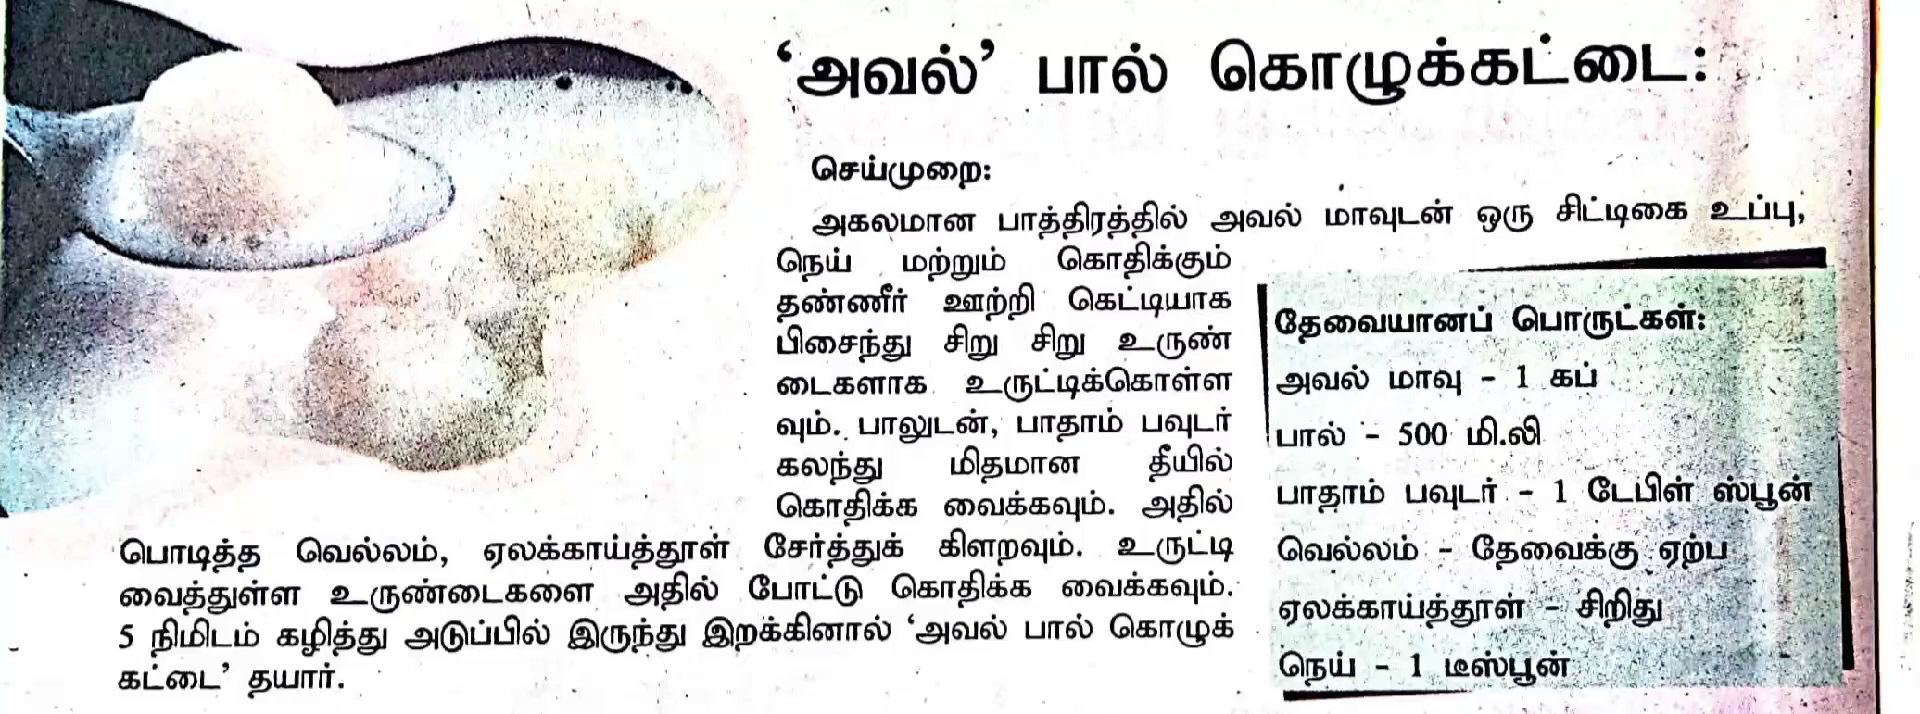 ‘அவல்’ பால் கொழுக்கட்டை:
செய்முறை:
அகலமான பாத்திரத்தில் அவல் மாவுடன் ஒரு சிட்டிகை உப்பு,
நெய் மற்றும் கொதிக்கும்
தண்ணீர் ஊற்றி கெட்டியாக
பிசைந்து சிறு சிறு உருண்
டைகளாக உருட்டிக்கொள்ள
வும். பாலுடன், பாதாம் பவுடர்
கலந்து மிதமான தீயில்
கொதிக்க வைக்கவும். அதில்
பொடித்த வெல்லம், ஏலக்காய்த்தூள் சேர்த்துக் கிளறவும். உருட்டி
வைத்துள்ள உருண்டைகளை அதில் போட்டு கொதிக்க வைக்கவும்.
5 நிமிடம் கழித்து அடுப்பில் இருந்து இறக்கினால் ‘அவல் பால் கொழுக்
கட்டை’ தயார்.
தேவையானப் பொருட்கள்:
அவல் மாவு - 1 கப்
பால் - 500 மி.லி
பாதாம் பவுடர் - 1 டேபிள் ஸ்பூன்
வெல்லம் - தேவைக்கு ஏற்ப
ஏலக்காய்த்தூள் - சிறிது
நெய் - 1 டீஸ்பூன்